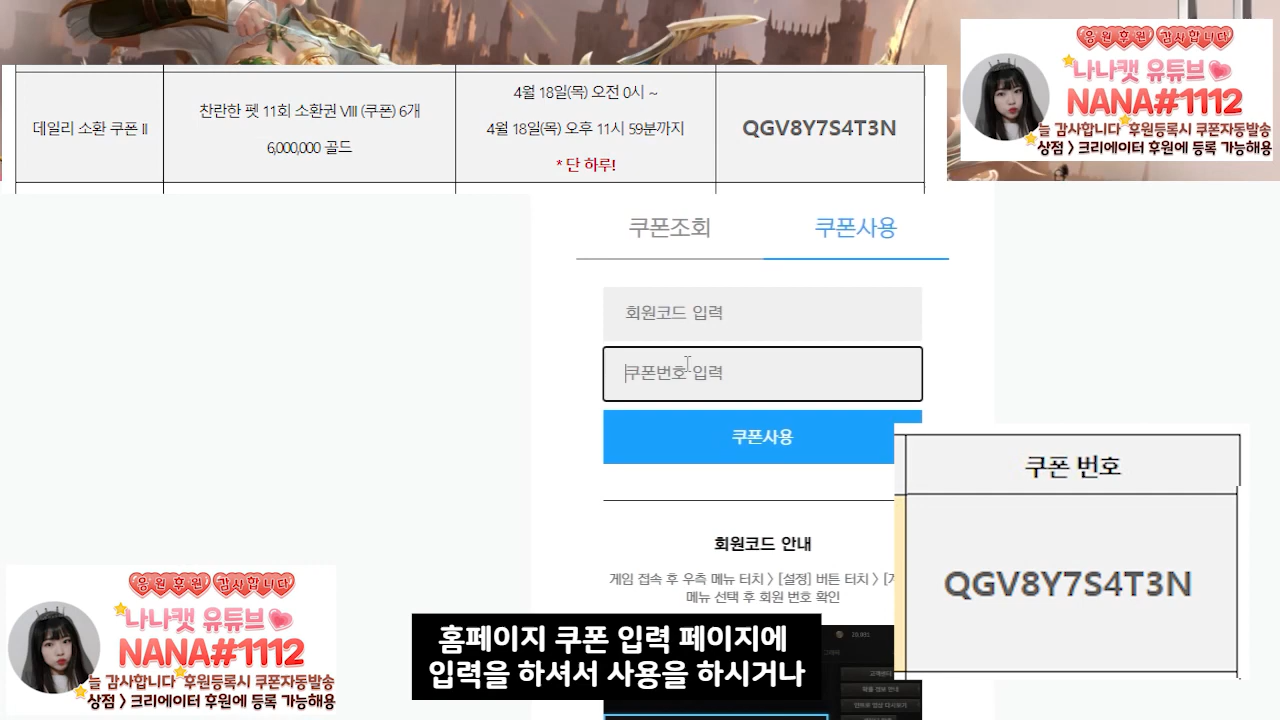 응원 후원 감사합니다
나나캣 유튜브
NANA#1112
늘 감사합니다 후원등록시 쿠폰자동발송
상점 > 크리에이터 후원에 등록 가능해용
데일리 소환 쿠폰 II
찬란한 펫 11회 소환권 VIII (쿠폰) 6개
6,000,000 골드
4월 18일(목) 오전 0시 ~
4월 18일(목) 오후 11시 59분까지
* 단 하루!
QGV8Y7S4T3N
쿠폰조회
쿠폰사용
회원코드 입력
쿠폰번호 입력
쿠폰사용
쿠폰 번호
QGV8Y7S4T3N
회원코드 안내
게임 접속 후 우측 메뉴 터치 > [설정] 버튼 터치 >
메뉴 선택 후 회원 번호 확인
응원 후원 감사합니다
나나캣 유튜브
NANA#1112
늘 감사합니다 후원등록시 쿠폰자동발송
상점 > 크리에이터 후원에 등록 가능해용
홈페이지 쿠폰 입력 페이지에
입력을 하셔서 사용을 하시거나
고객센터